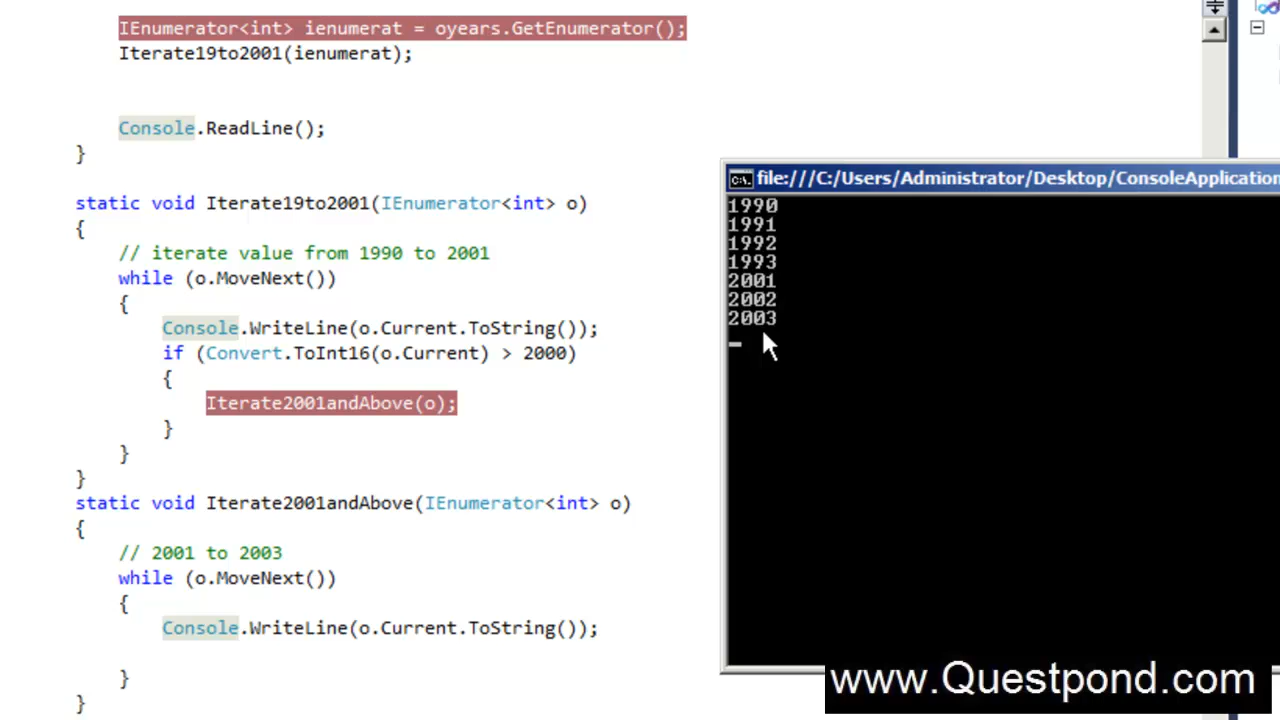 IEnumerator<int> ienumerat = oyears.GetEnumerator();
Iterate19to2001(ienumerat);
Console.ReadLine();
}
static void Iterate19to2001(IEnumerator<int> o)
{
// iterate value from 1990 to 2001
while (o.MoveNext())
{
Console.WriteLine(o.Current.ToString());
if (Convert.ToInt16(o.Current) > 2000)
{
Iterate2001andAbove(o);
}
}
}
static void Iterate2001andAbove(IEnumerator<int> o)
{
// 2001 to 2003
while (o.MoveNext())
{
Console.WriteLine(o.Current.ToString());
}
}
file:///C:/Users/Administrator/Desktop/ConsoleApplication
1990
1991
1992
1993
2001
2002
2003
www.Questpond.com